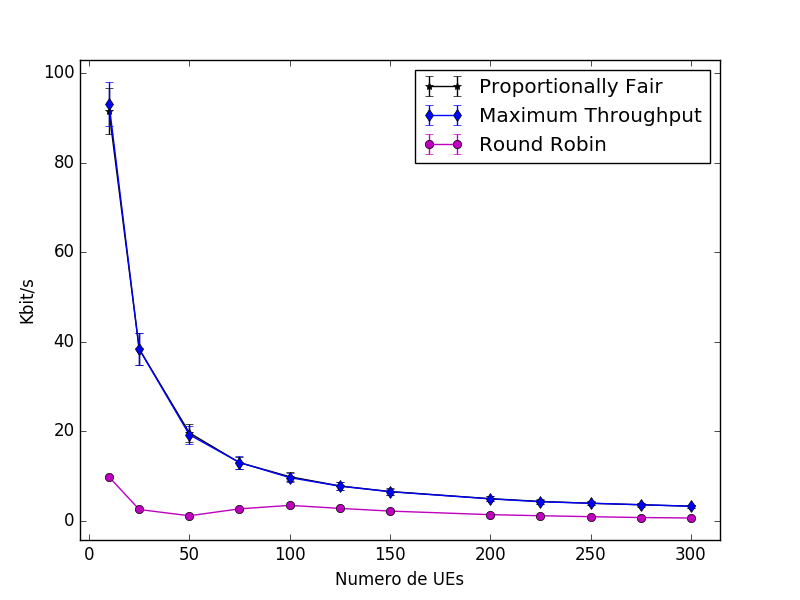 Proportionally Fair
Maximum Throughput
Round Robin
100
80
60
40
20
0
Kbit/s
0 50 100 150 200 250 300
Numero de UEs